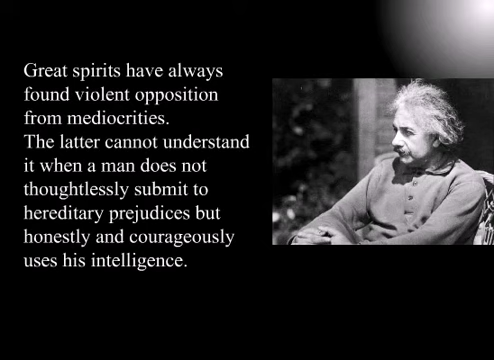 Great spirits have always
found violent opposition
from mediocrities.
The latter cannot understand
it when a man does not
thoughtlessly submit to
hereditary prejudices but
honestly and courageously
uses his intelligence.